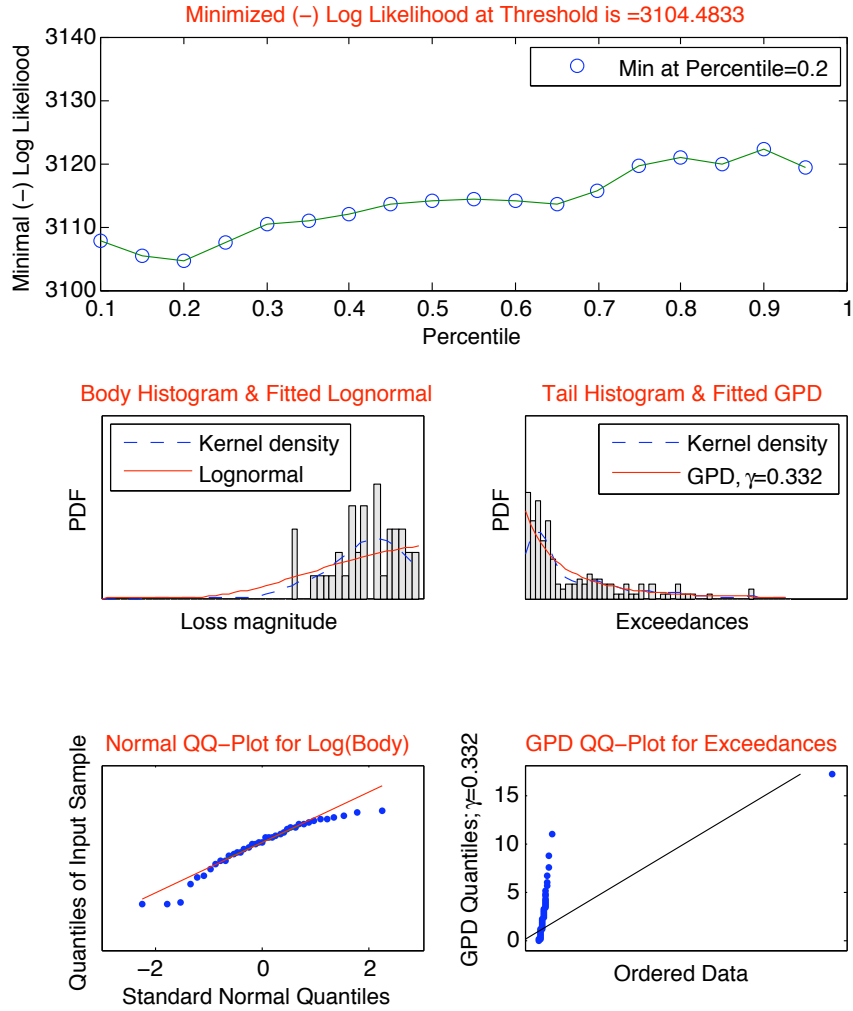 Minimized (−) Log Likelihood at Threshold is =3104.4833
3140
3130
3120
3110
3100
Minimal (−) Log Likeliood
Min at Percentile=0.2
0.1 0.2 0.3 0.4 0.5 0.6 0.7 0.8 0.9 1
Percentile
Body Histogram & Fitted Lognormal
Kernel density
Lognormal
PDF
Loss magnitude
Tail Histogram & Fitted GPD
Kernel density
GPD, γ=0.332
PDF
Exceedances
Normal QQ−Plot for Log(Body)
Quantiles of Input Sample
−2 0 2
Standard Normal Quantiles
GPD QQ−Plot for Exceedances
GPD Quantiles; γ=0.332
15
10
5
0
Ordered Data